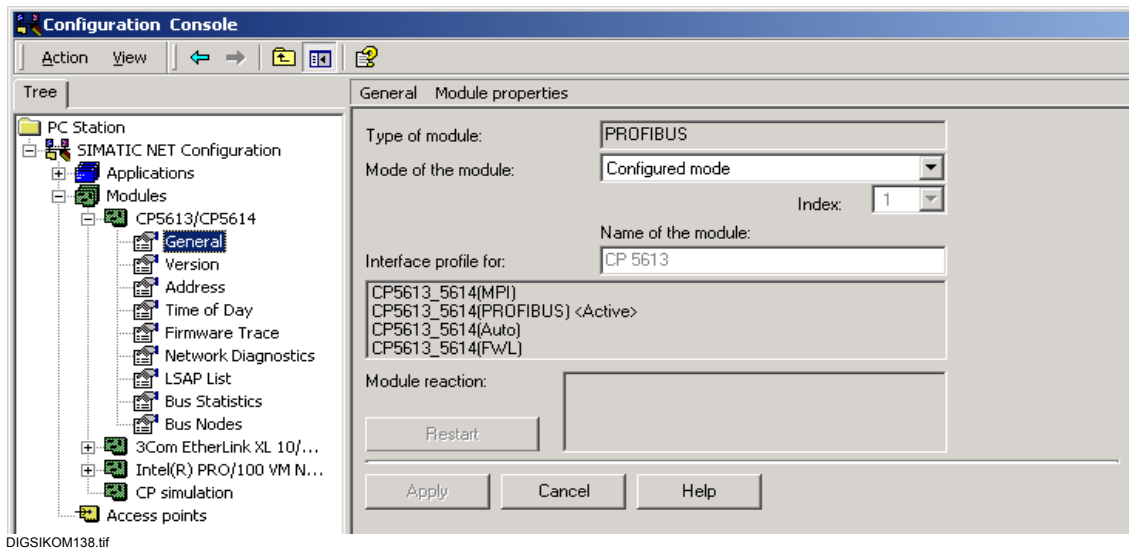 Configuration Console
Action View
Tree
General Module properties
PC Station
SIMATIC NET Configuration
Applications
Modules
CP5613/CP5614
General
Version
Address
Time of Day
Firmware Trace
Network Diagnostics
LSAP List
Bus Statistics
Bus Nodes
3Com EtherLink XL 10/...
Intel(R) PRO/100 VM N...
CP simulation
Access points
Type of module: PROFIBUS
Mode of the module: Configured mode
Index: 1
Name of the module:
Interface profile for: CP 5613
CP5613_5614(MPI)
CP5613_5614(PROFIBUS) <Active>
CP5613_5614(Auto)
CP5613_5614(FWL)
Module reaction:
Restart
Apply Cancel Help
DIGSIKOM138.tif